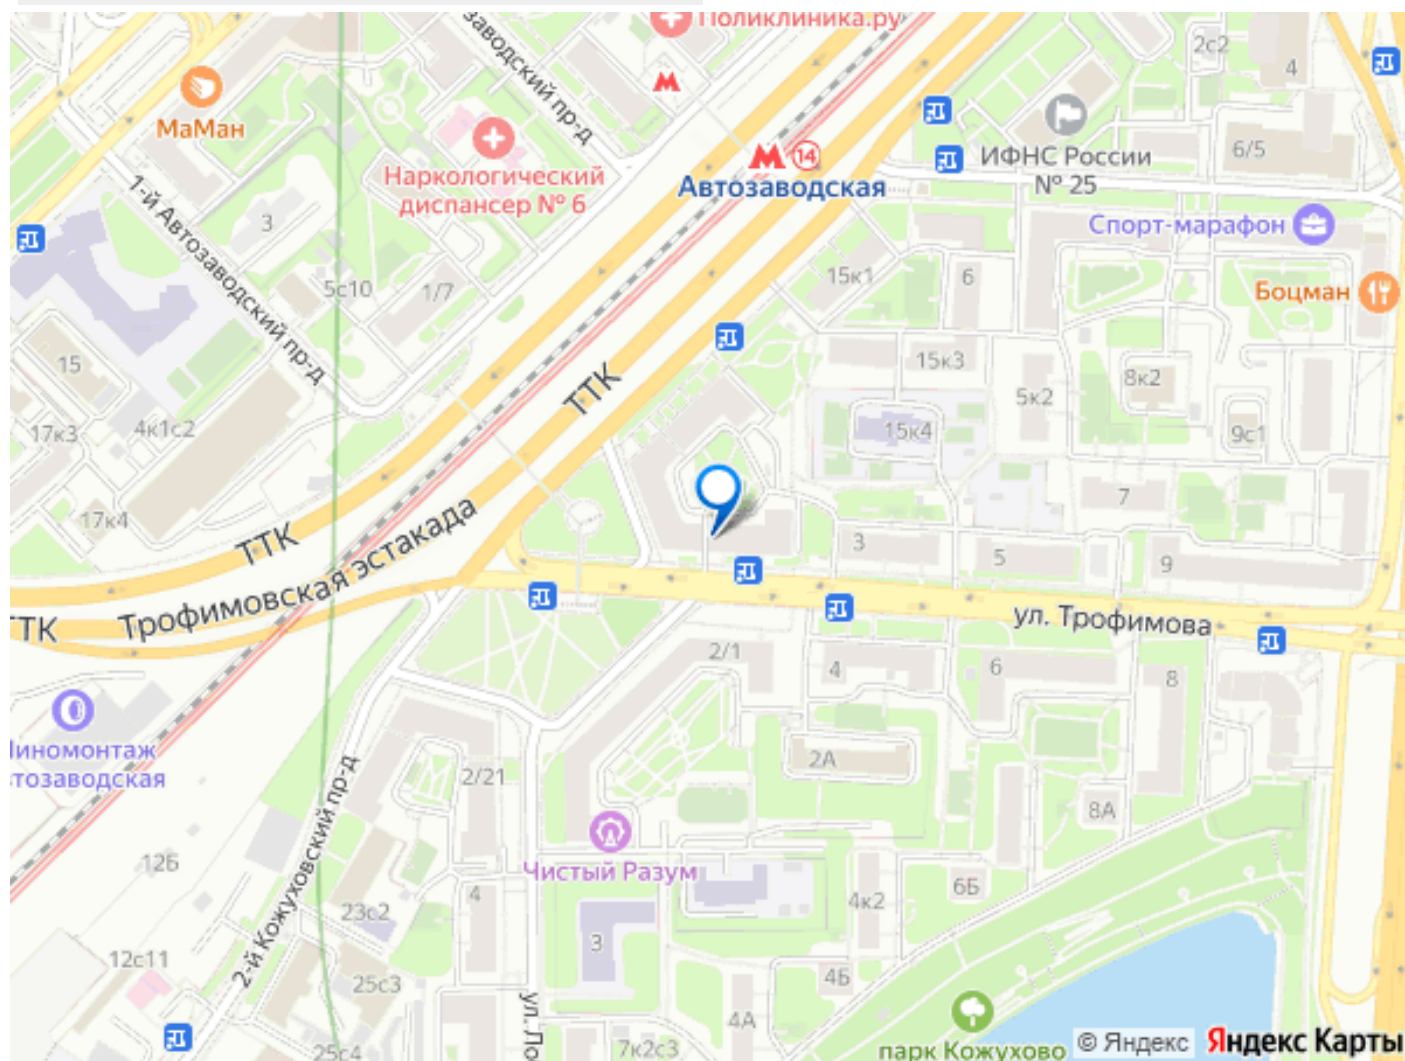 Поликлиника.ру
заводский пр-д
2с2
4
МаМан
Наркологический
диспансер № 6
14
Автозаводская
ИФНС России
№ 25
6/5
1-й Автозаводский пр-д
3
Спорт-марафон
5с10
1/7
15к1
6
Боцман
15
ТТК
15к3
8к2
5к2
17к3
4к1с2
15к4
9с1
17к4
7
ТТК
Трофимовская эстакада
3
5
9
ТТК
ул. Трофимова
2/1
4
6
8
Шиномонтаж
втозаводская
2/21
2А
8А
2-й Кожуховский пр-д
Чистый Разум
12Б
4
23с2
4к2
6Б
3
12с11
25с3
4Б
ул. Ло
4А
25с4
7к2с3
парк Кожухово
© Яндекс
Яндекс Карты